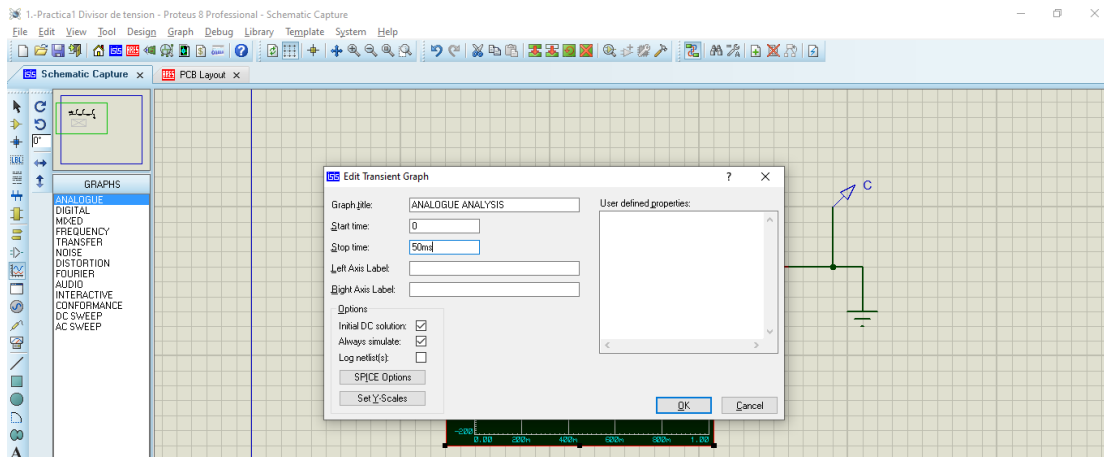 1.-Practica1 Divisor de tension - Proteus 8 Professional - Schematic Capture
File Edit View Tool Design Graph Debug Library Template System Help
Schematic Capture x PCB Layout x
0°
LBL
GRAPHS
ANALOGUE
DIGITAL
MIXED
FREQUENCY
TRANSFER
NOISE
DISTORTION
FOURIER
AUDIO
INTERACTIVE
CONFORMANCE
DC SWEEP
AC SWEEP
A
ISIS Edit Transient Graph ? X
Graph title: ANALOGUE ANALYSIS
Start time: 0
Stop time: 50ms
Left Axis Label:
Right Axis Label:
Options
Initial DC solution:
Always simulate:
Log netlist(s):
SPICE Options
Set Y-Scales
User defined properties:
OK Cancel
C
-200
0.00 200m 400m 600m 800m 1.00